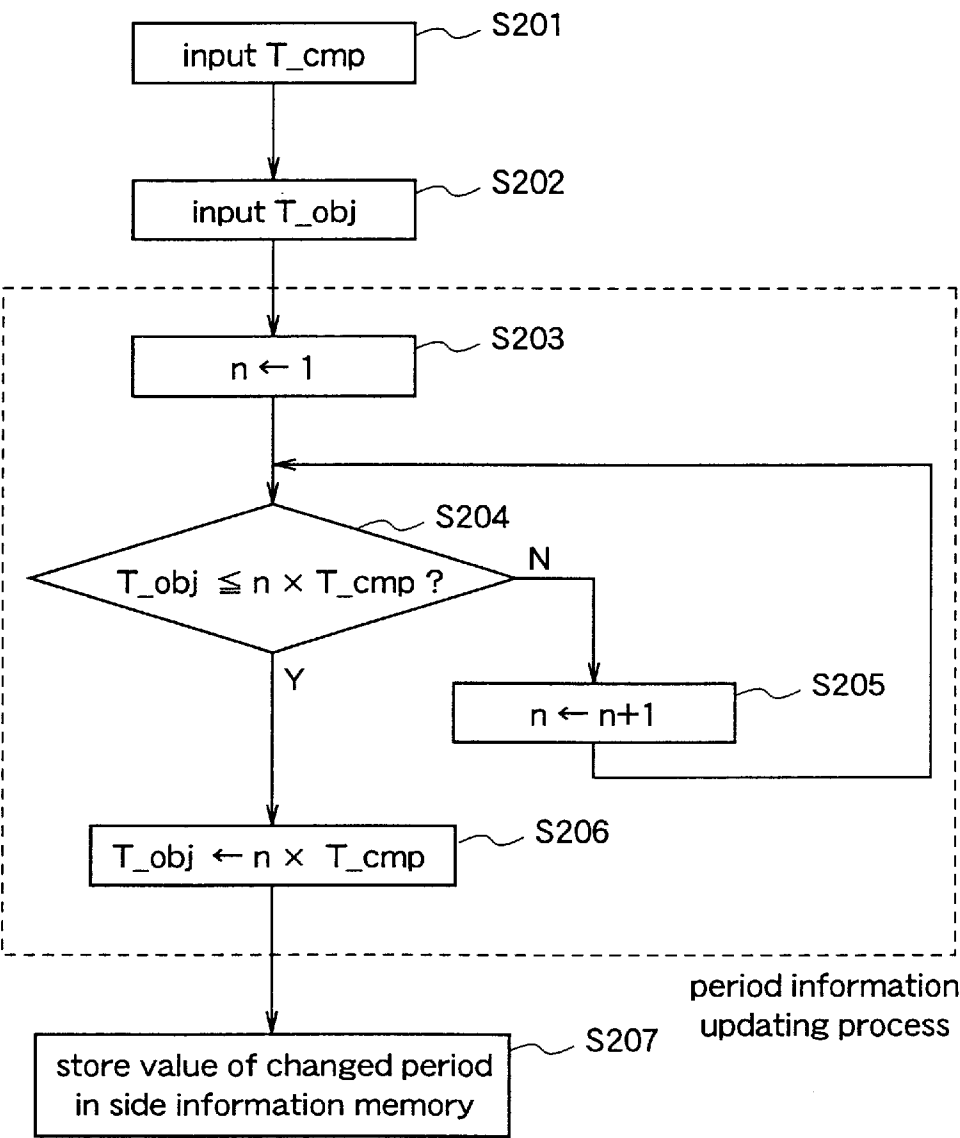 S201
input T_cmp
S202
input T_obj
S203
n ← 1
S204
T_obj ≦ n × T_cmp ?
N
Y
S205
n ← n+1
S206
T_obj ← n × T_cmp
period information
updating process
S207
store value of changed period
in side information memory